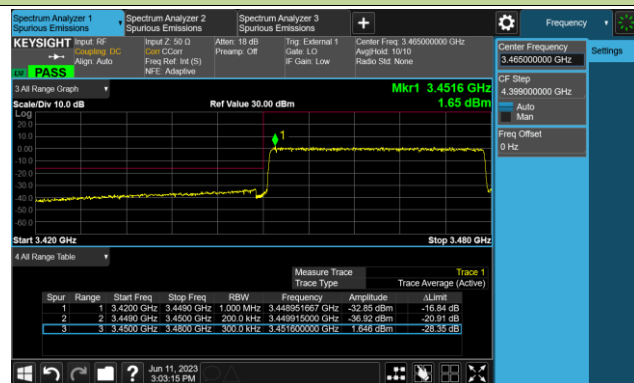 Spectrum Analyzer 1
Spurious Emissions
Spectrum Analyzer 2
Spurious Emissions
Spectrum Analyzer 3
Spurious Emissions
Frequency
KEYSIGHT
Input: RF
Coupling: DC
Align: Auto
Input Z: 50 Ω
Corr CCorr
Freq Ref: Int (S)
NFE: Adaptive
Atten: 18 dB
Preamp: Off
Trig: External 1
Gate: LO
IF Gain: Low
Center Freq: 3.465000000 GHz
Avg|Hold: 10/10
Radio Std: None
PASS
Center Frequency
3.465000000 GHz
Settings
CF Step
4.399000000 GHz
Auto
Man
Freq Offset
0 Hz
3 All Range Graph
Mkr1 3.4516 GHz
Scale/Div 10.0 dB
Ref Value 30.00 dBm
1.65 dBm
Log
20.0
10.0
0.00
-10.0
-20.0
-30.0
-40.0
-50.0
-60.0
1
Start 3.420 GHz
Stop 3.480 GHz
4 All Range Table
Measure Trace Trace 1
Trace Type Trace Average (Active)
Spur Range Start Freq Stop Freq RBW Frequency Amplitude ΔLimit
1 1 3.4200 GHz 3.4490 GHz 1.000 MHz 3.448951667 GHz -32.85 dBm -16.84 dB
2 2 3.4490 GHz 3.4500 GHz 200.0 kHz 3.449915000 GHz -36.92 dBm -20.91 dB
3 3 3.4500 GHz 3.4800 GHz 300.0 kHz 3.451600000 GHz 1.646 dBm -28.35 dB
Jun 11, 2023
3:03:15 PM